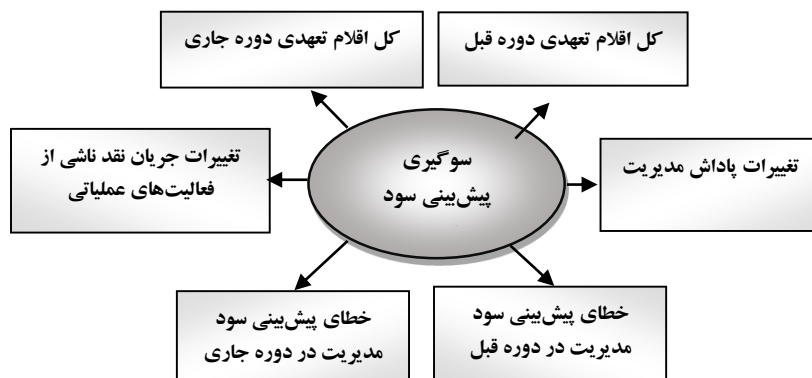 کل اقلام تعهدی دوره قبل
کل اقلام تعهدی دوره جاری
سوگیری
پیش‌بینی سود
تغییرات پاداش مدیریت
تغییرات جریان نقد ناشی از
فعالیت‌های عملیاتی
خطای پیش‌بینی سود
مدیریت در دوره قبل
خطای پیش‌بینی سود
مدیریت در دوره جاری